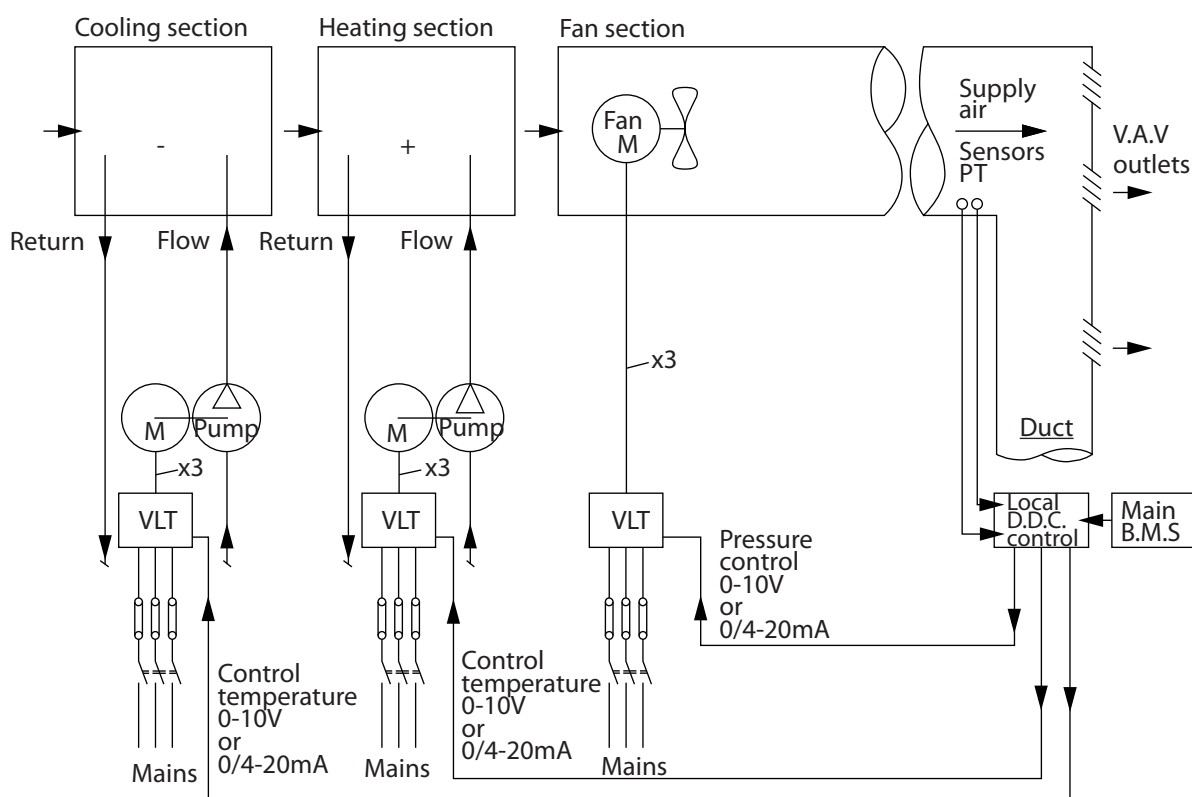 Cooling section
Heating section
Fan section
-
+
Fan
M
Supply
air
Sensors
PT
V.A.V
outlets
Return
Flow
Return
Flow
x3
M
Pump
M
Pump
Duct
x3
x3
VLT
VLT
VLT
Local
D.D.C.
control
Main
B.M.S
Pressure
control
0-10V
or
0/4-20mA
Control
temperature
0-10V
or
0/4-20mA
Control
temperature
0-10V
or
0/4-20mA
Mains
Mains
Mains